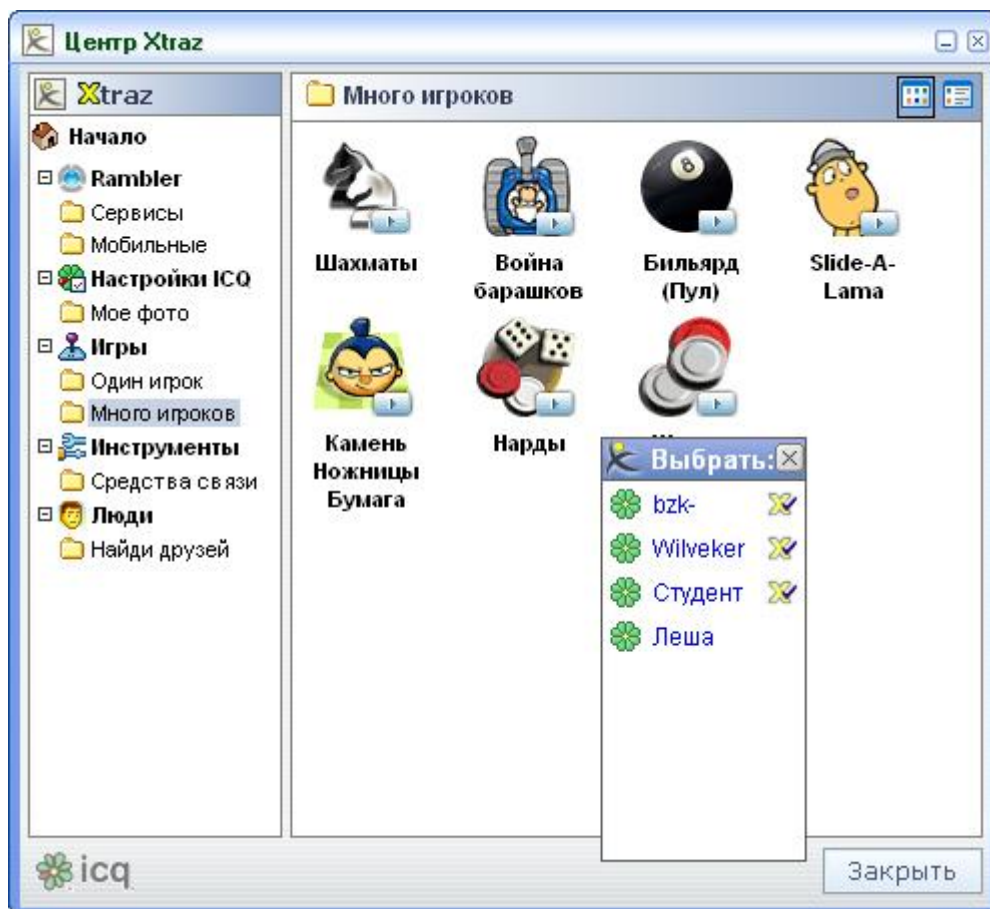 Центр Xtraz
Xtraz
Начало
Rambler
Сервисы
Мобильные
Настройки ICQ
Мое фото
Игры
Один игрок
Много игроков
Инструменты
Средства связи
Люди
Найди друзей
Много игроков
Шахматы
Война
барашков
Бильярд
(Пул)
Slide-A-
Lama
Камень
Ножницы
Бумага
Нарды
Выбрать:
bzk-
Wilveker
Студент
Леша
icq
Закрыть